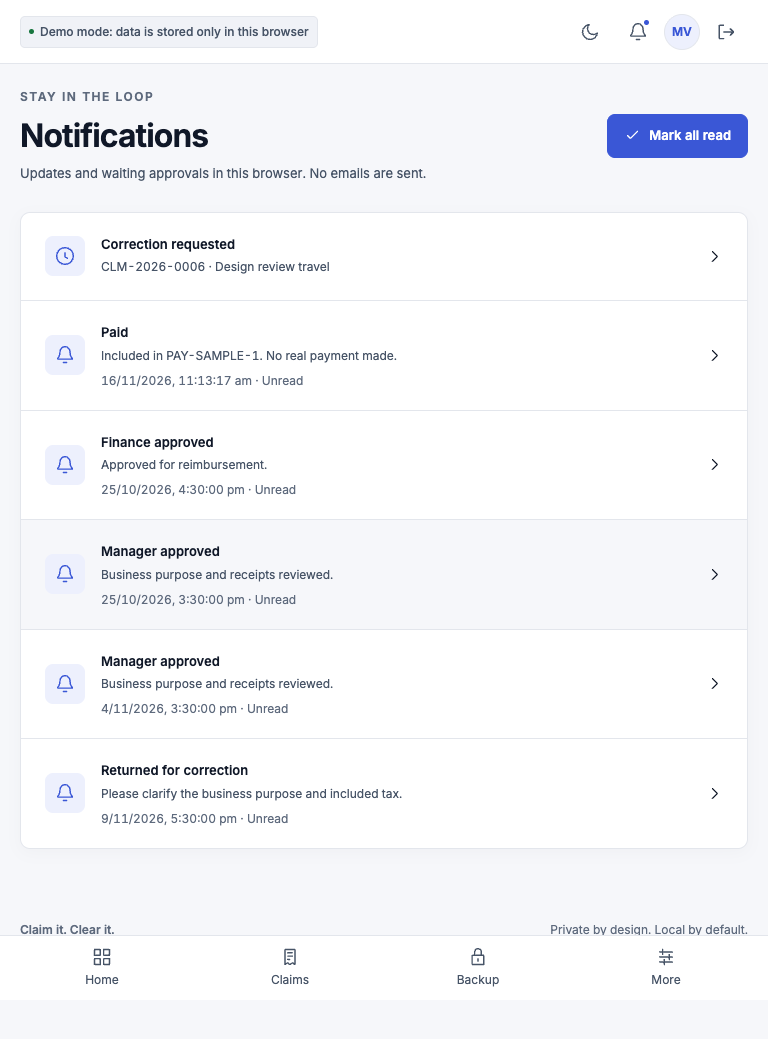 Demo mode: data is stored only in this browser
MV
STAY IN THE LOOP
Notifications
Mark all read
Updates and waiting approvals in this browser. No emails are sent.
Correction requested
CLM-2026-0006 · Design review travel
Paid
Included in PAY-SAMPLE-1. No real payment made.
16/11/2026, 11:13:17 am · Unread
Finance approved
Approved for reimbursement.
25/10/2026, 4:30:00 pm · Unread
Manager approved
Business purpose and receipts reviewed.
25/10/2026, 3:30:00 pm · Unread
Manager approved
Business purpose and receipts reviewed.
4/11/2026, 3:30:00 pm · Unread
Returned for correction
Please clarify the business purpose and included tax.
9/11/2026, 5:30:00 pm · Unread
Claim it. Clear it.
Private by design. Local by default.
Home
Claims
Backup
More